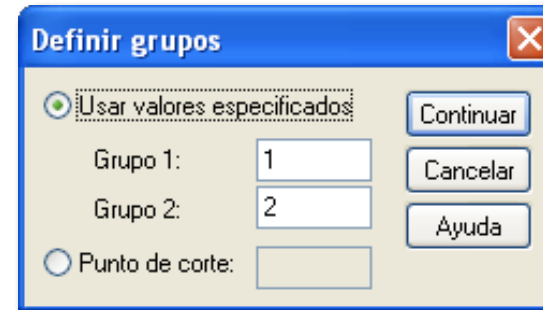 Definir grupos
Usar valores especificados
Continuar
Grupo 1: 1
Cancelar
Grupo 2: 2
Ayuda
Punto de corte: